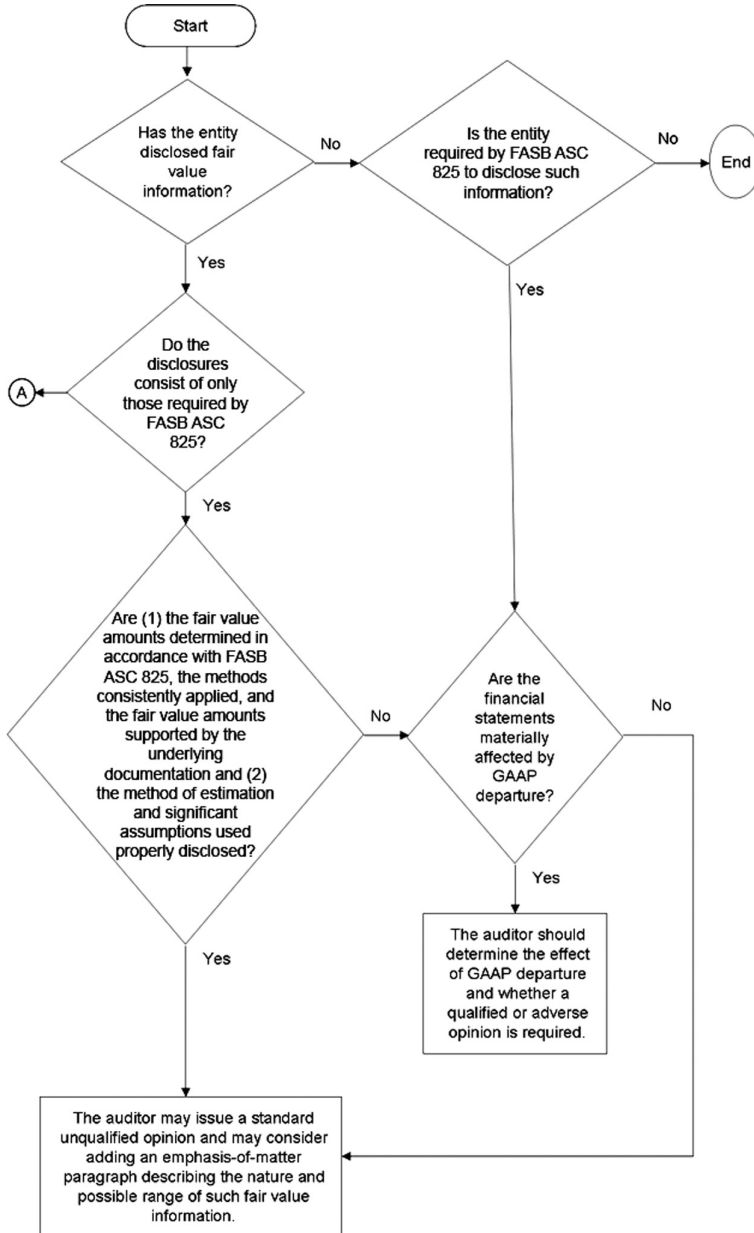 Start
Has the entity
disclosed fair
value
information?
No
Is the entity
required by FASB ASC
825 to disclose such
information?
No
End
Yes
Yes
Do the
disclosures
consist of only
those required by
FASB ASC
825?
A
Yes
Are (1) the fair value
amounts determined in
accordance with FASB
ASC 825, the methods
consistently applied, and
the fair value amounts
supported by the
underlying
documentation and (2)
the method of estimation
and significant
assumptions used
properly disclosed?
No
Are the
financial
statements
materially
affected by
GAAP
departure?
No
Yes
Yes
The auditor should
determine the effect
of GAAP departure
and whether a
qualified or adverse
opinion is required.
The auditor may issue a standard
unqualified opinion and may consider
adding an emphasis-of-matter
paragraph describing the nature and
possible range of such fair value
information.